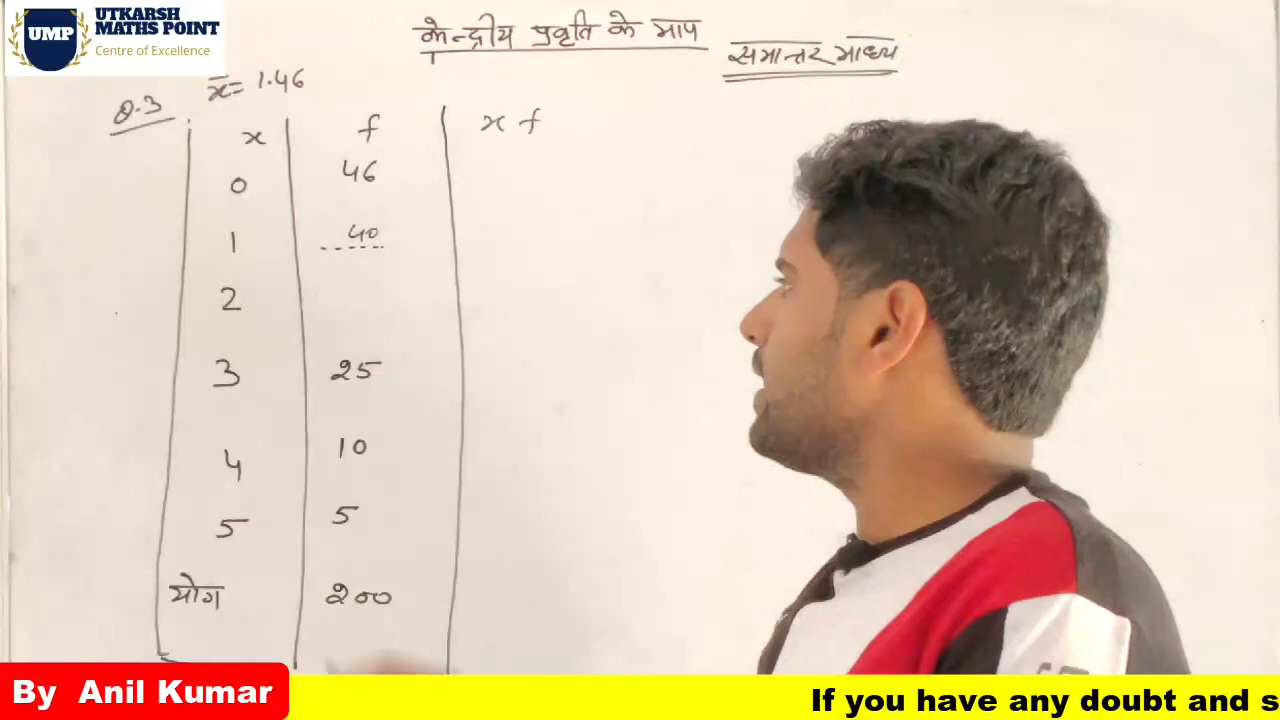 UMP
UTKARSH
MATHS POINT
Centre of Excellence
केन्द्रीय प्रवृति के माप
समान्तर माध्य
Q.3 x̄= 1.46
x f x f
0 46
1 40
2
3 25
4 10
5 5
योग 200
By Anil Kumar
If you have any doubt and s